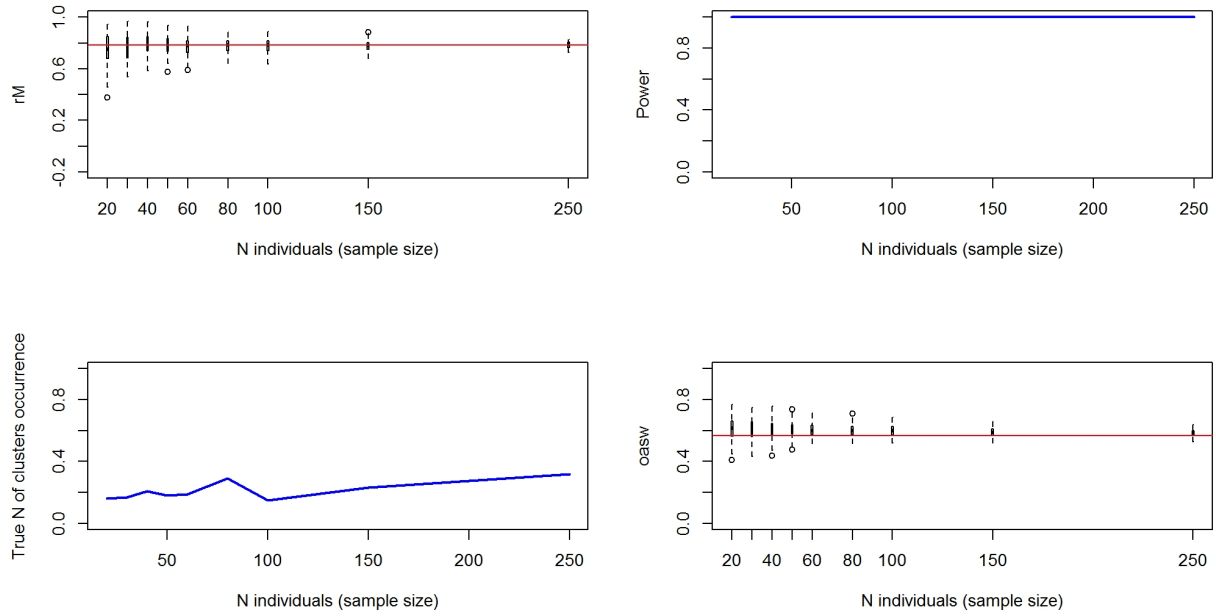 rM
-0.2 0.2 0.6 1.0
20 40 60 80 100 150 250
N individuals (sample size)
Power
0.0 0.4 0.8
50 100 150 200 250
N individuals (sample size)
True N of clusters occurrence
0.0 0.4 0.8
50 100 150 200 250
N individuals (sample size)
oasw
0.0 0.4 0.8
20 40 60 80 100 150 250
N individuals (sample size)